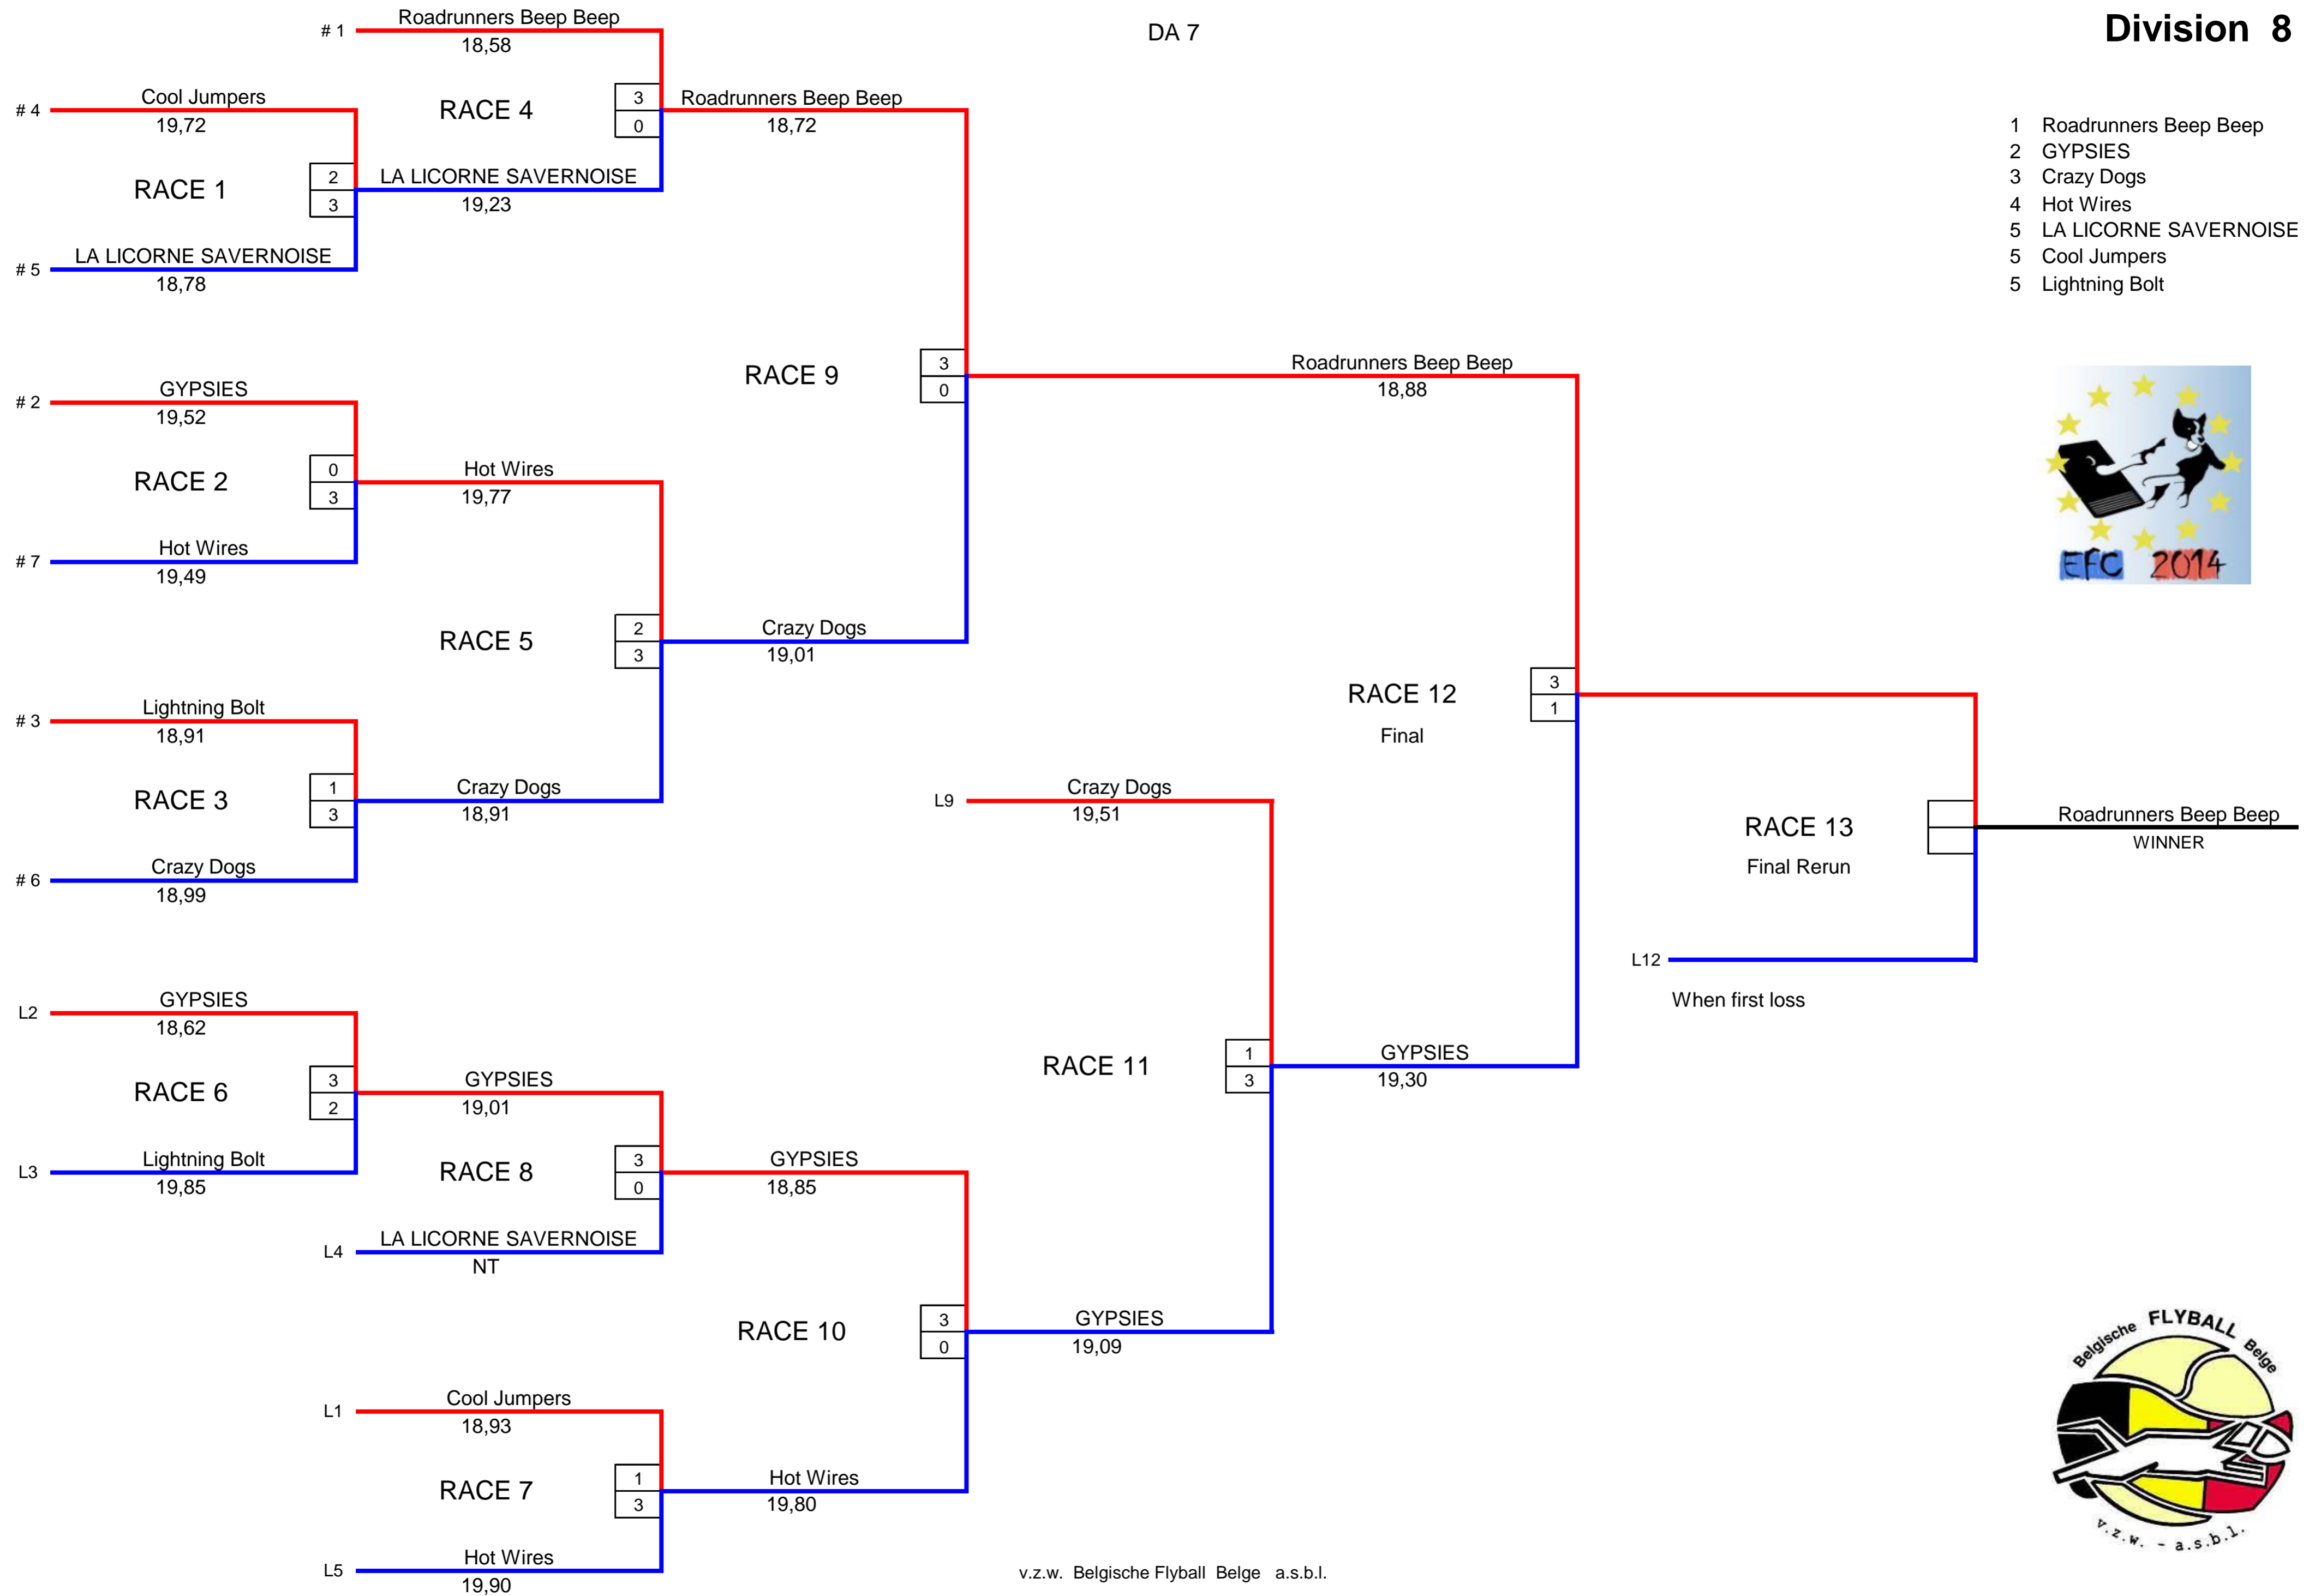 Division 8
DA 7
1 Roadrunners Beep Beep
2 GYPSIES
3 Crazy Dogs
4 Hot Wires
5 LA LICORNE SAVERNOISE
5 Cool Jumpers
5 Lightning Bolt
EFC 2014
# 1 Roadrunners Beep Beep
18,58
# 4 Cool Jumpers
19,72
RACE 1
2
3
# 5 LA LICORNE SAVERNOISE
18,78
RACE 4
3
0
LA LICORNE SAVERNOISE
19,23
Roadrunners Beep Beep
18,72
# 2 GYPSIES
19,52
RACE 2
0
3
# 7 Hot Wires
19,49
Hot Wires
19,77
RACE 5
2
3
# 3 Lightning Bolt
18,91
RACE 3
1
3
# 6 Crazy Dogs
18,99
Crazy Dogs
18,91
Crazy Dogs
19,01
RACE 9
3
0
Roadrunners Beep Beep
18,88
RACE 12
Final
3
1
L9 Crazy Dogs
19,51
RACE 11
1
3
GYPSIES
19,30
RACE 13
Final Rerun
Roadrunners Beep Beep
WINNER
L12
When first loss
L2 GYPSIES
18,62
RACE 6
3
2
L3 Lightning Bolt
19,85
GYPSIES
19,01
RACE 8
3
0
L4 LA LICORNE SAVERNOISE
NT
GYPSIES
18,85
RACE 10
3
0
GYPSIES
19,09
L1 Cool Jumpers
18,93
RACE 7
1
3
Hot Wires
19,80
L5 Hot Wires
19,90
v.z.w. Belgische Flyball Belge a.s.b.l.
Belgische FLYBALL Belge
v.z.w. - a.s.b.l.